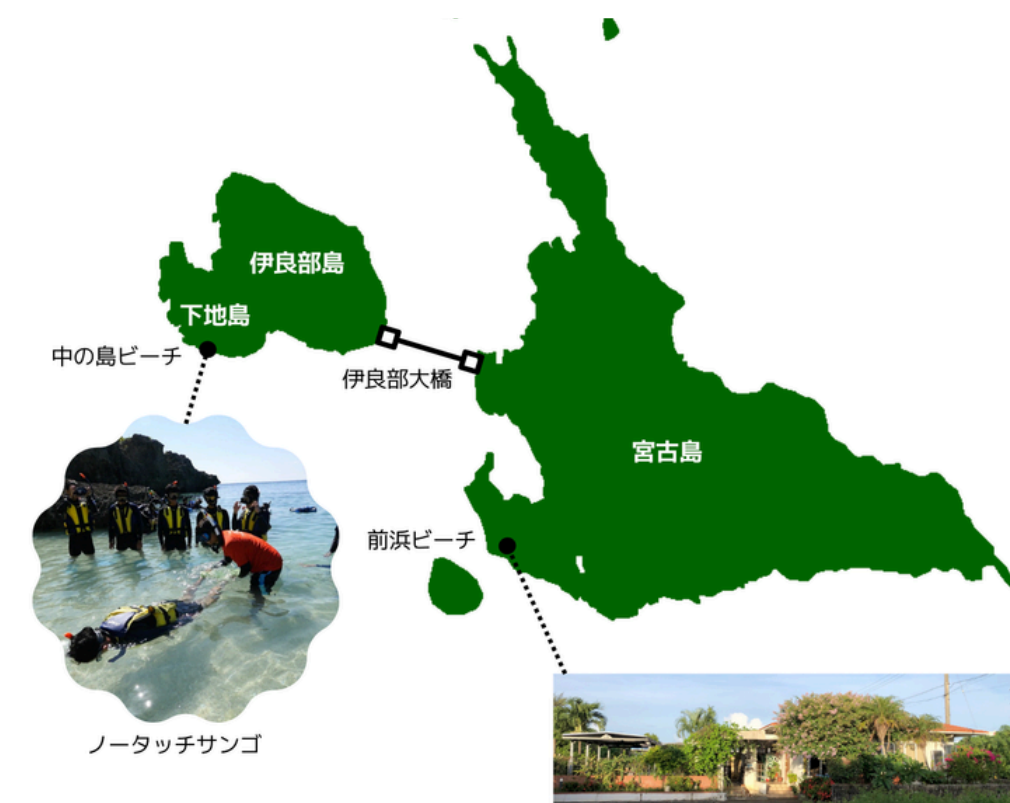 伊良部島
下地島
中の島ビーチ
伊良部大橋
宮古島
前浜ビーチ
ノータッチサンゴ